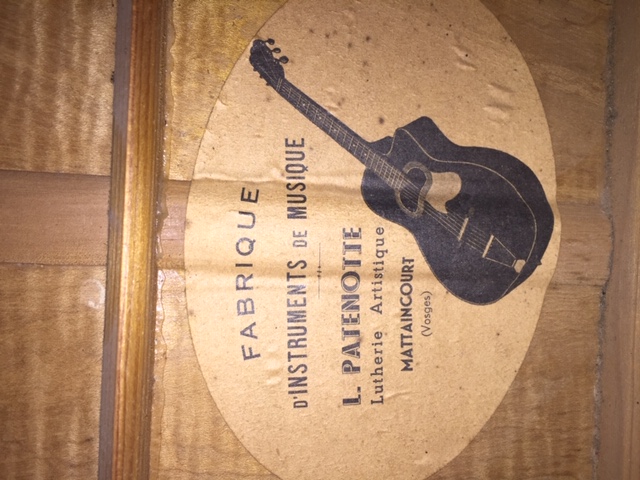 FABRIQUE
D'INSTRUMENTS DE MUSIQUE
L. PATENOTTE
Lutherie Artistique
MATTAINCOURT
(Vosges)